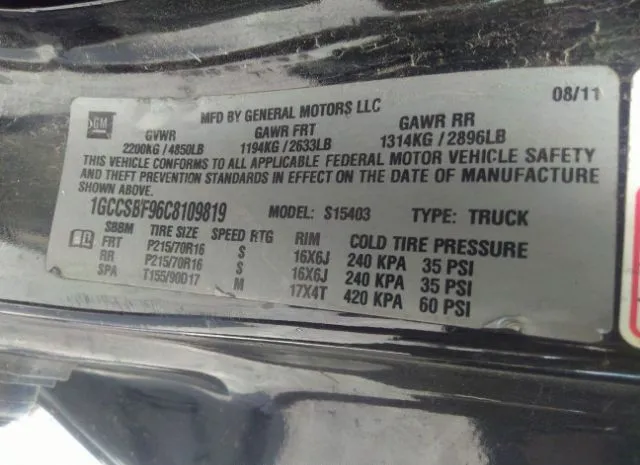 GM
MFD BY GENERAL MOTORS LLC 08/11
GVWR GAWR FRT GAWR RR
2200KG / 4850LB 1194KG / 2633LB 1314KG / 2896LB
THIS VEHICLE CONFORMS TO ALL APPLICABLE FEDERAL MOTOR VEHICLE SAFETY
AND THEFT PREVENTION STANDARDS IN EFFECT ON THE DATE OF MANUFACTURE
SHOWN ABOVE.
1GCCSBF96C8109819 MODEL: S15403 TYPE: TRUCK
SBBM TIRE SIZE SPEED RTG RIM COLD TIRE PRESSURE
FRT P215/70R16 S 16X6J 240 KPA 35 PSI
RR P215/70R16 S 16X6J 240 KPA 35 PSI
SPA T155/90D17 M 17X4T 420 KPA 60 PSI